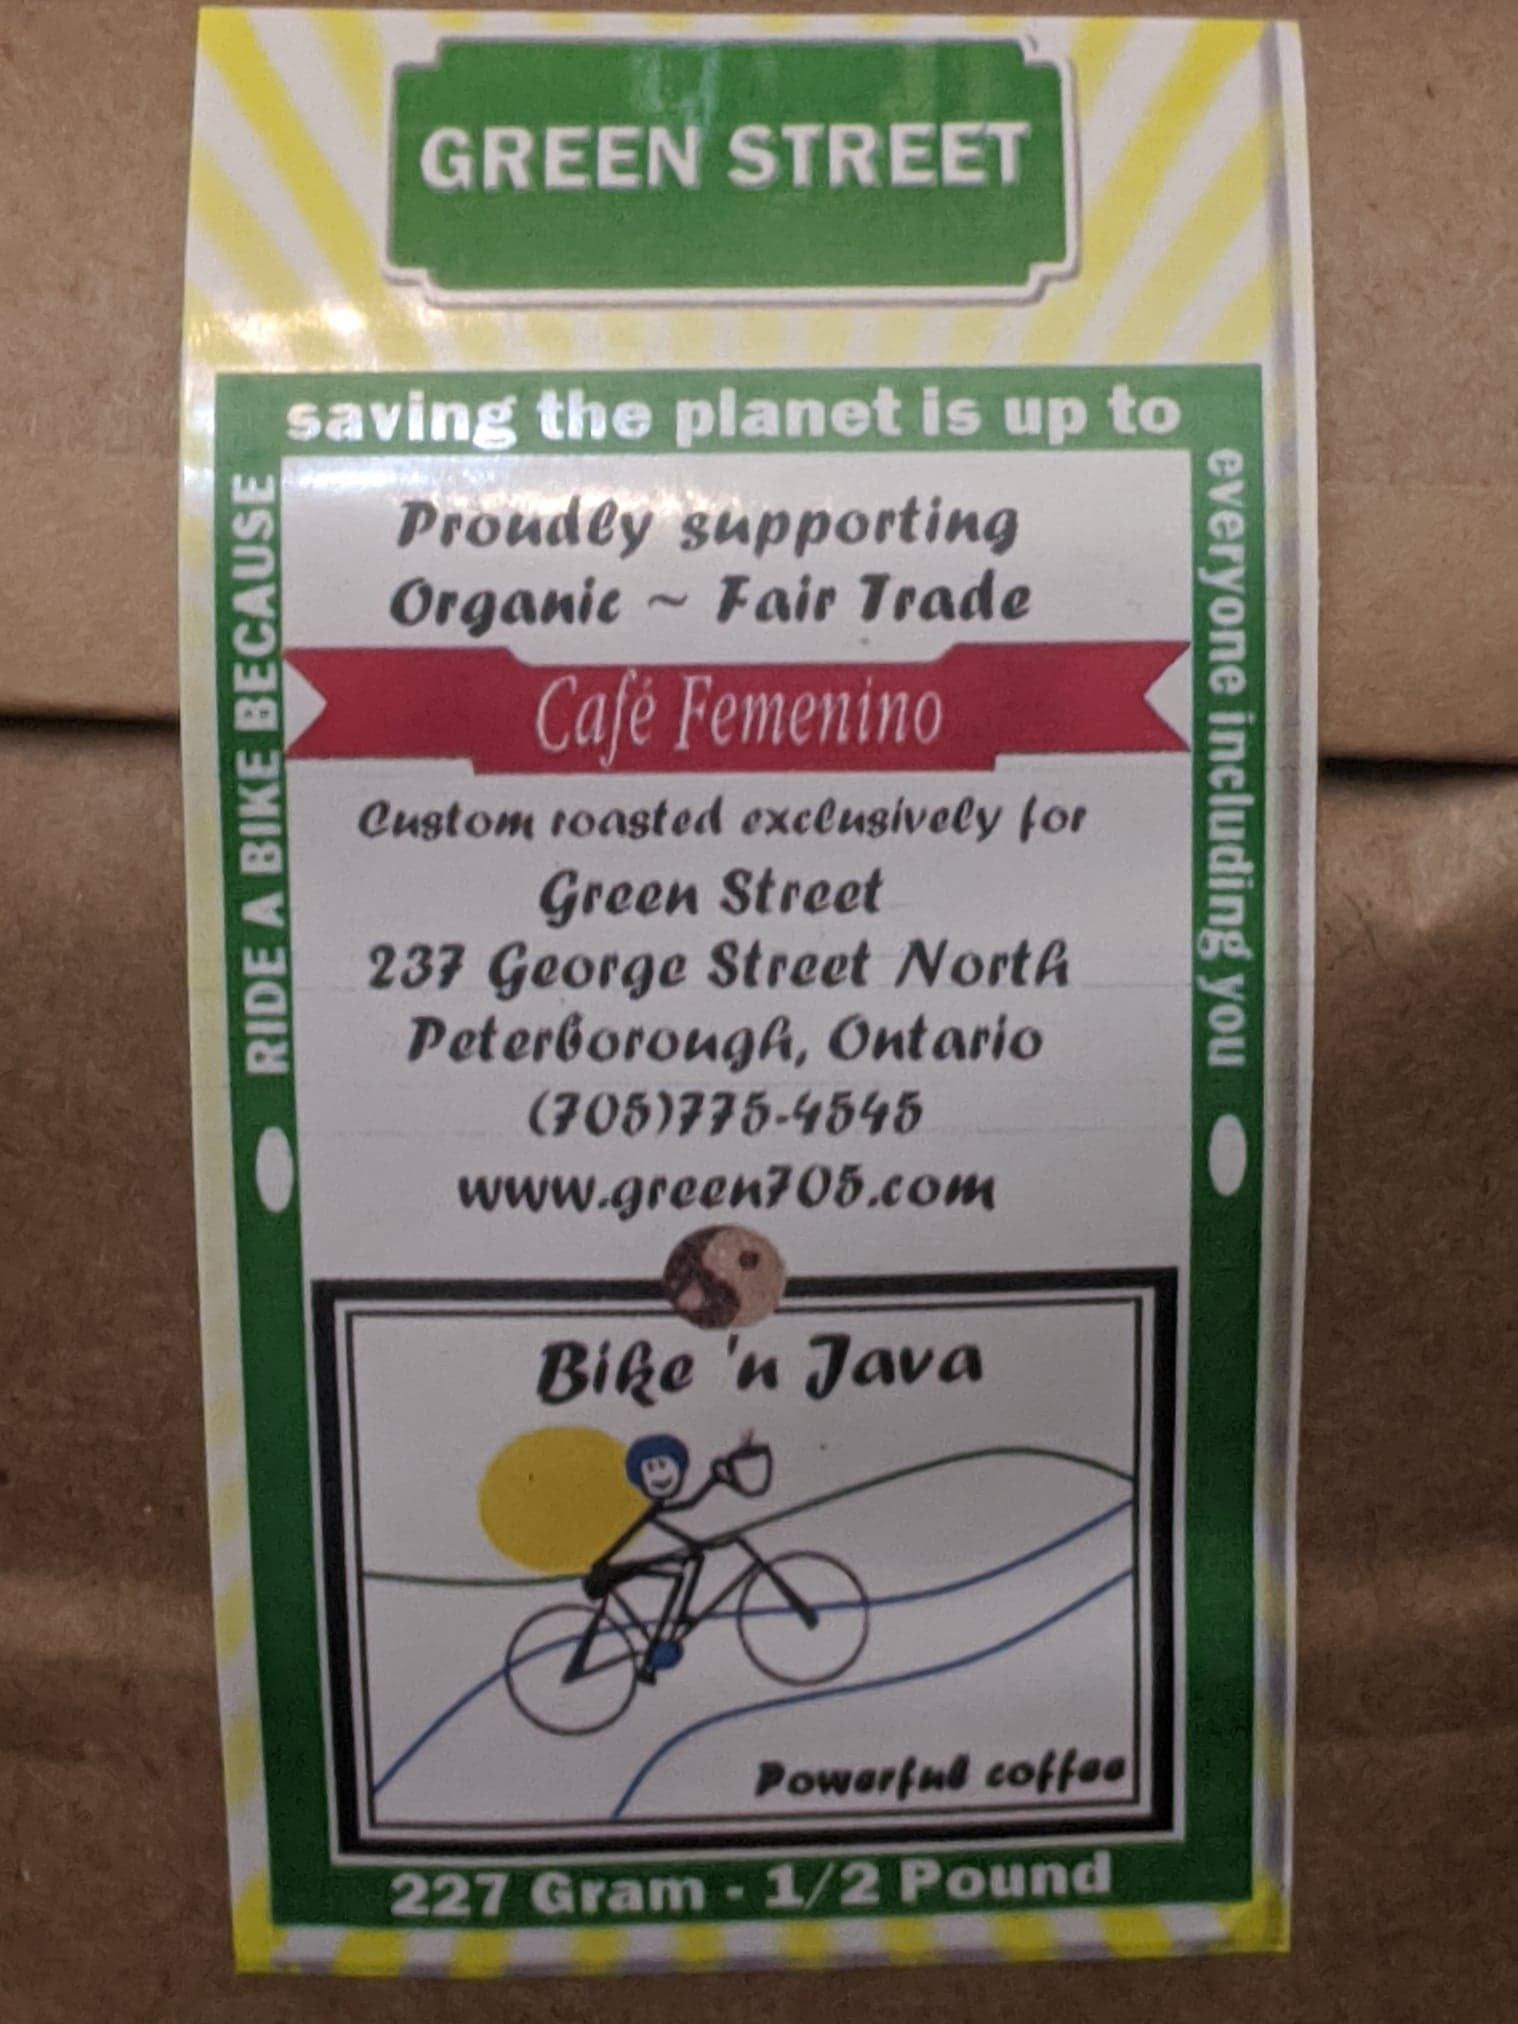 GREEN STREET
RIDE A BIKE BECAUSE
saving the planet is up to
everyone including you
Proudly supporting
Organic ~ Fair Trade
Café Femenino
Custom roasted exclusively for
Green Street
237 George Street North
Peterborough, Ontario
(705)775-4545
www.green705.com
Bike 'n Java
Powerful coffee
227 Gram - 1/2 Pound